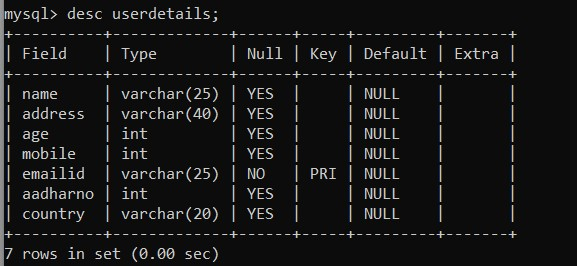 mysql> desc userdetails;
+----------+-------------+------+-----+---------+-------+
| Field    | Type        | Null | Key | Default | Extra |
+----------+-------------+------+-----+---------+-------+
| name     | varchar(25) | YES  |     | NULL    |       |
| address  | varchar(40) | YES  |     | NULL    |       |
| age      | int         | YES  |     | NULL    |       |
| mobile   | int         | YES  |     | NULL    |       |
| emailid  | varchar(25) | NO   | PRI | NULL    |       |
| aadharno | int         | YES  |     | NULL    |       |
| country  | varchar(20) | YES  |     | NULL    |       |
+----------+-------------+------+-----+---------+-------+
7 rows in set (0.00 sec)